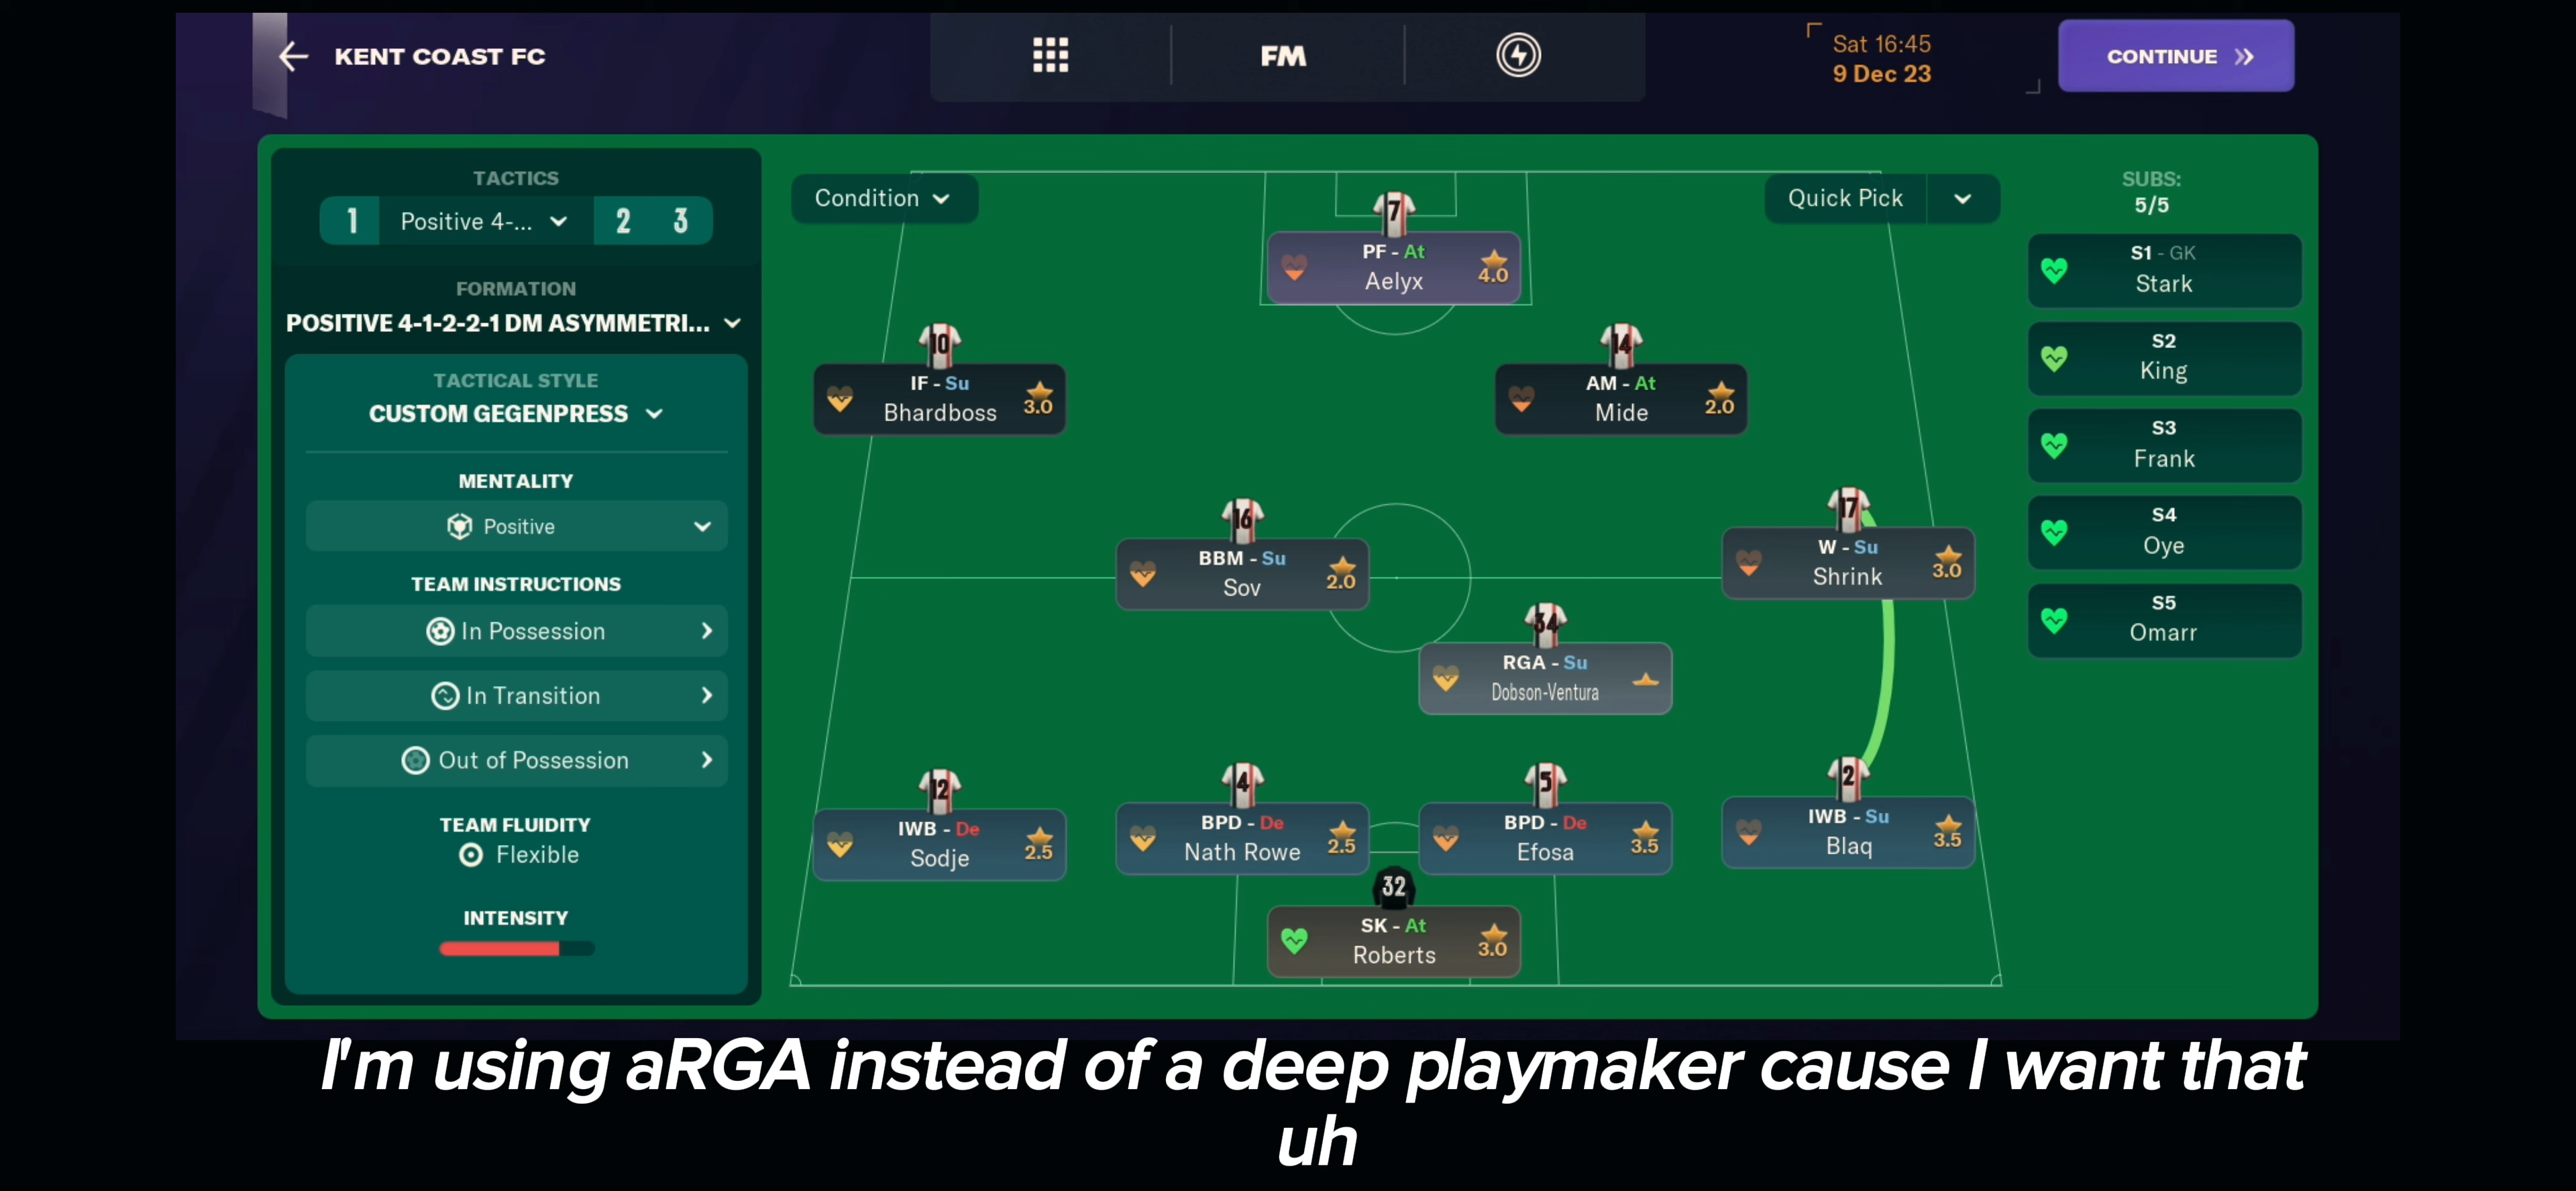 KENT COAST FC
FM
Sat 16:45
9 Dec 23
CONTINUE
TACTICS
1
Positive 4-...
2
3
FORMATION
POSITIVE 4-1-2-2-1 DM ASYMMETRI...
TACTICAL STYLE
CUSTOM GEGENPRESS
MENTALITY
Positive
TEAM INSTRUCTIONS
In Possession
In Transition
Out of Possession
TEAM FLUIDITY
Flexible
INTENSITY
Condition
Quick Pick
7
PF - At
Aelyx
4.0
10
IF - Su
Bhardboss
3.0
14
AM - At
Mide
2.0
16
BBM - Su
Sov
2.0
17
W - Su
Shrink
3.0
34
RGA - Su
Dobson-Ventura
12
IWB - De
Sodje
2.5
4
BPD - De
Nath Rowe
2.5
5
BPD - De
Efosa
3.5
2
IWB - Su
Blaq
3.5
32
SK - At
Roberts
3.0
SUBS:
5/5
S1 - GK
Stark
S2
King
S3
Frank
S4
Oye
S5
Omarr
I'm using aRGA instead of a deep playmaker cause I want that
uh